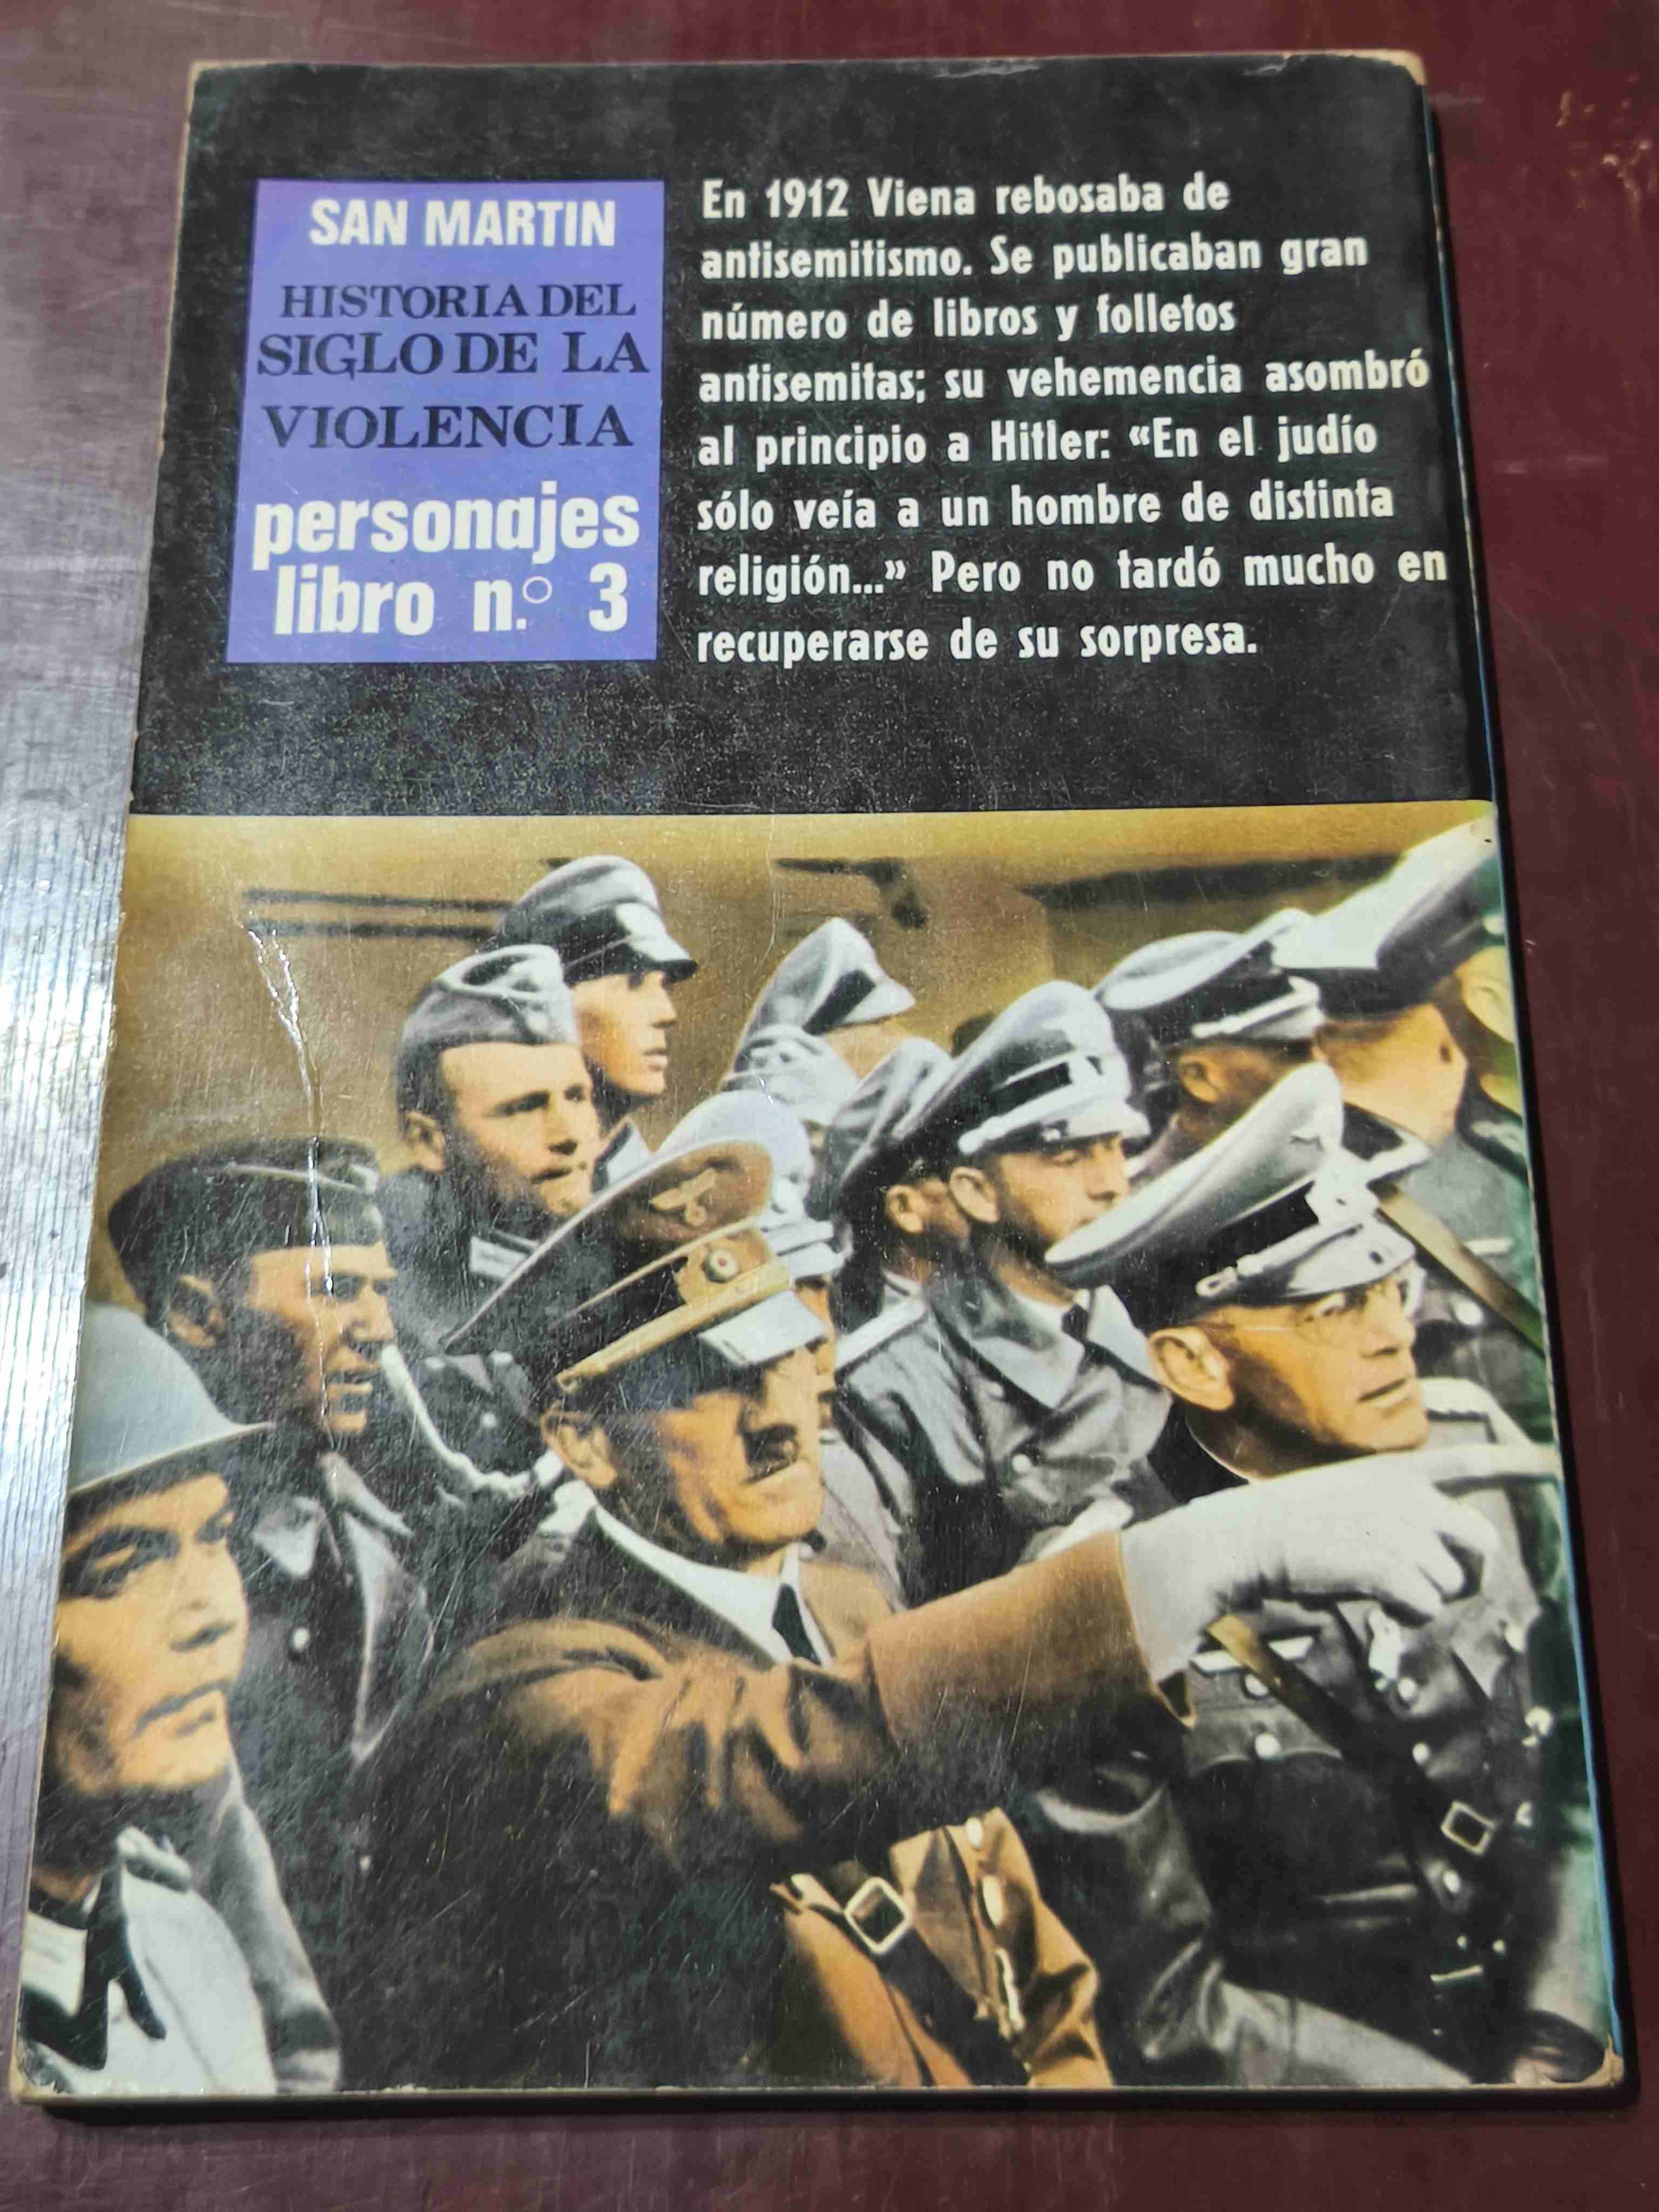 SAN MARTIN
HISTORIA DEL
SIGLO DE LA
VIOLENCIA
personajes
libro n.º 3
En 1912 Viena rebosaba de
antisemitismo. Se publicaban gran
número de libros y folletos
antisemitas; su vehemencia asombró
al principio a Hitler: «En el judío
sólo veía a un hombre de distinta
religión...» Pero no tardó mucho en
recuperarse de su sorpresa.